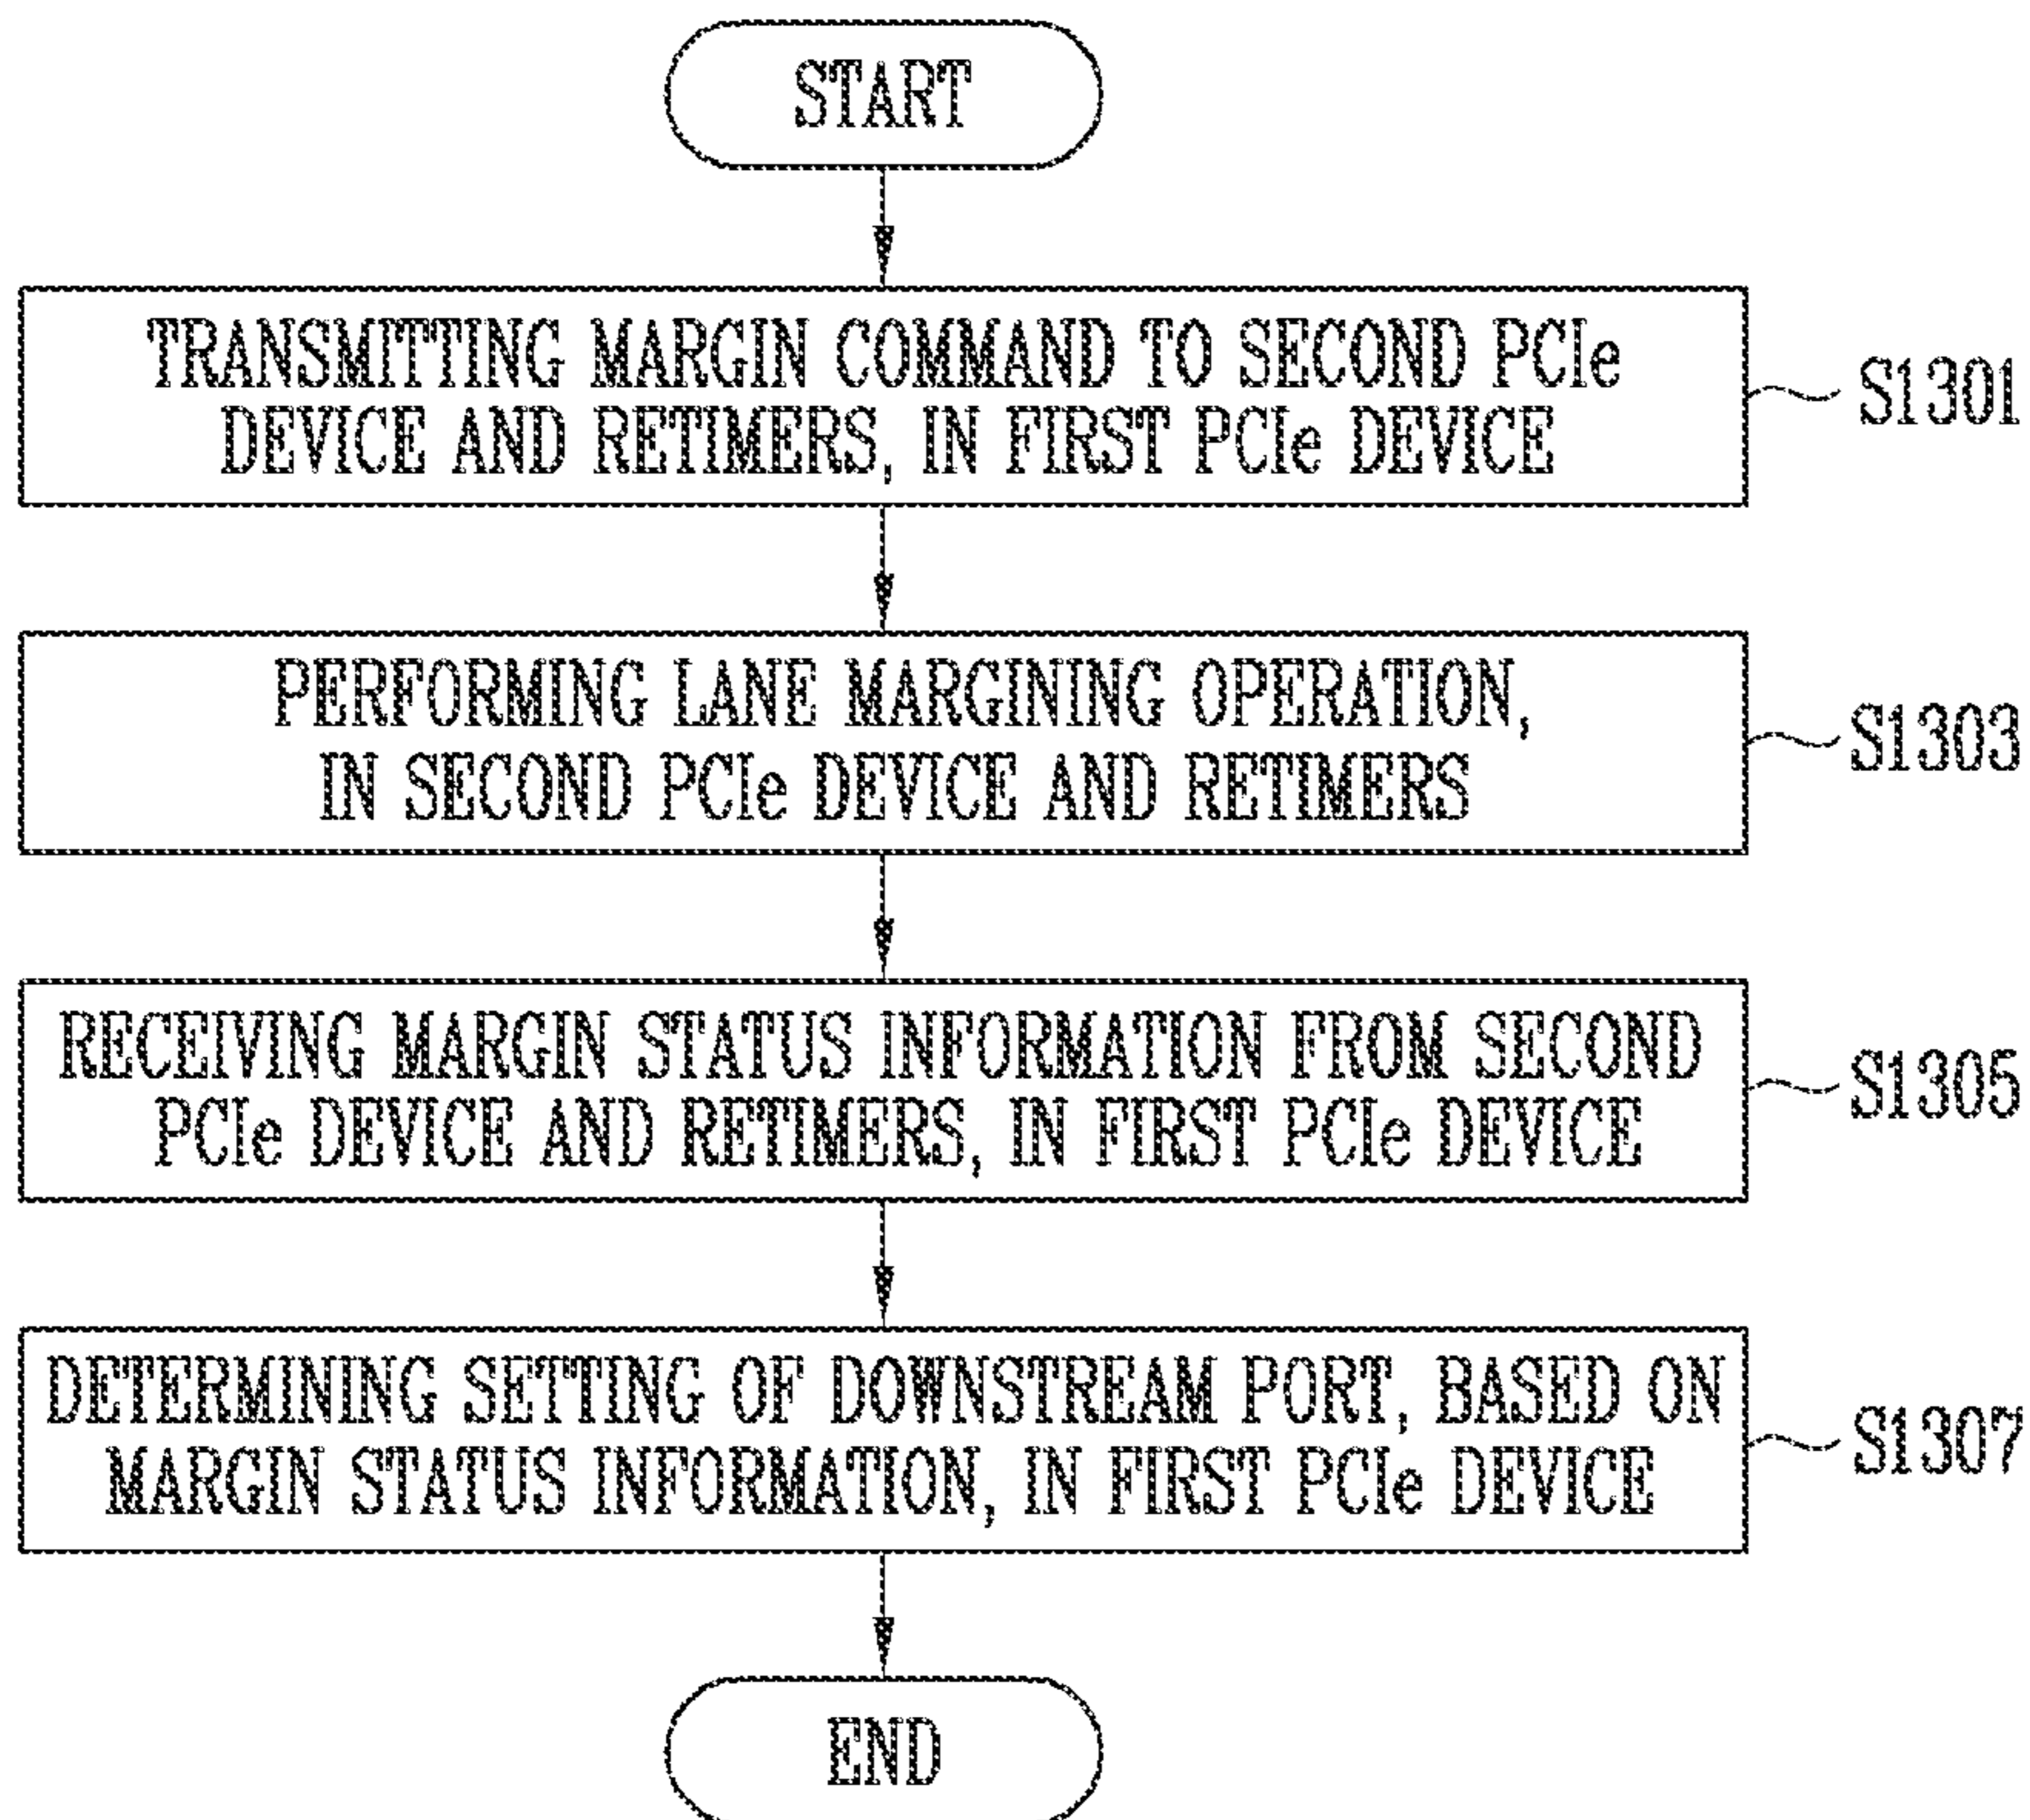 START
TRANSMITTING MARGIN COMMAND TO SECOND PCIe
DEVICE AND RETIMERS, IN FIRST PCIe DEVICE
S1301
PERFORMING LANE MARGINING OPERATION,
IN SECOND PCIe DEVICE AND RETIMERS
S1303
RECEIVING MARGIN STATUS INFORMATION FROM SECOND
PCIe DEVICE AND RETIMERS, IN FIRST PCIe DEVICE
S1305
DETERMINING SETTING OF DOWNSTREAM PORT, BASED ON
MARGIN STATUS INFORMATION, IN FIRST PCIe DEVICE
S1307
END